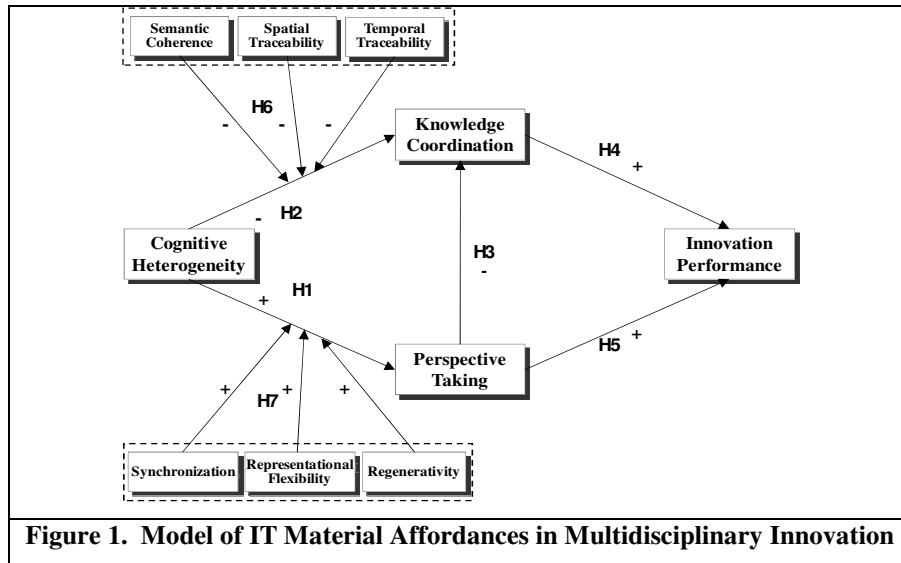 Semantic
Coherence
Spatial
Traceability
Temporal
Traceability
H6
- - -
Knowledge
Coordination
H4
+
- H2
Cognitive
Heterogeneity
H3
-
Innovation
Performance
H1
+
+
H5
Perspective
Taking
+ + +
H7
Synchronization
Representational
Flexibility
Regenerativity
Figure 1. Model of IT Material Affordances in Multidisciplinary Innovation